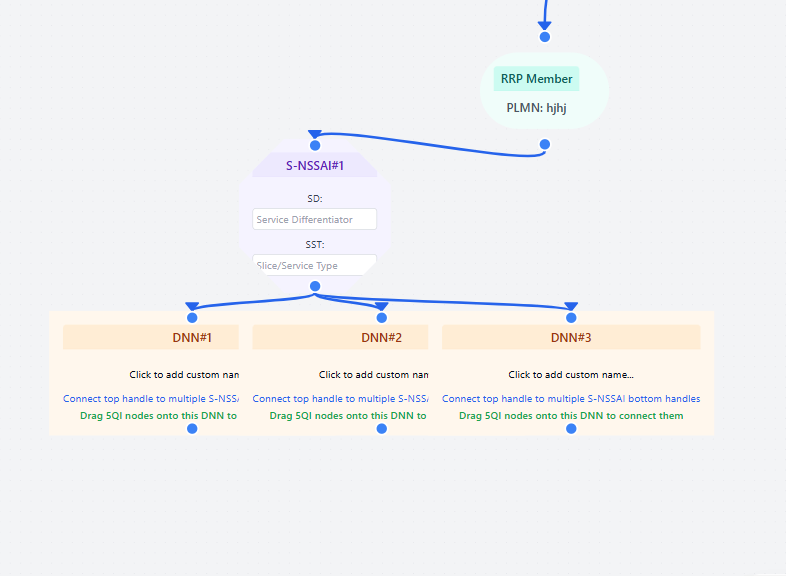 RRP Member
PLMN: hjhj
S-NSSAI#1
SD:
Service Differentiator
SST:
Slice/Service Type
DNN#1
DNN#2
DNN#3
Click to add custom nan
Click to add custom nan
Click to add custom name...
Connect top handle to multiple S-NSSA
Connect top handle to multiple S-NSSA
Connect top handle to multiple S-NSSAI bottom handles
Drag 5QI nodes onto this DNN to
Drag 5QI nodes onto this DNN to
Drag 5QI nodes onto this DNN to connect them